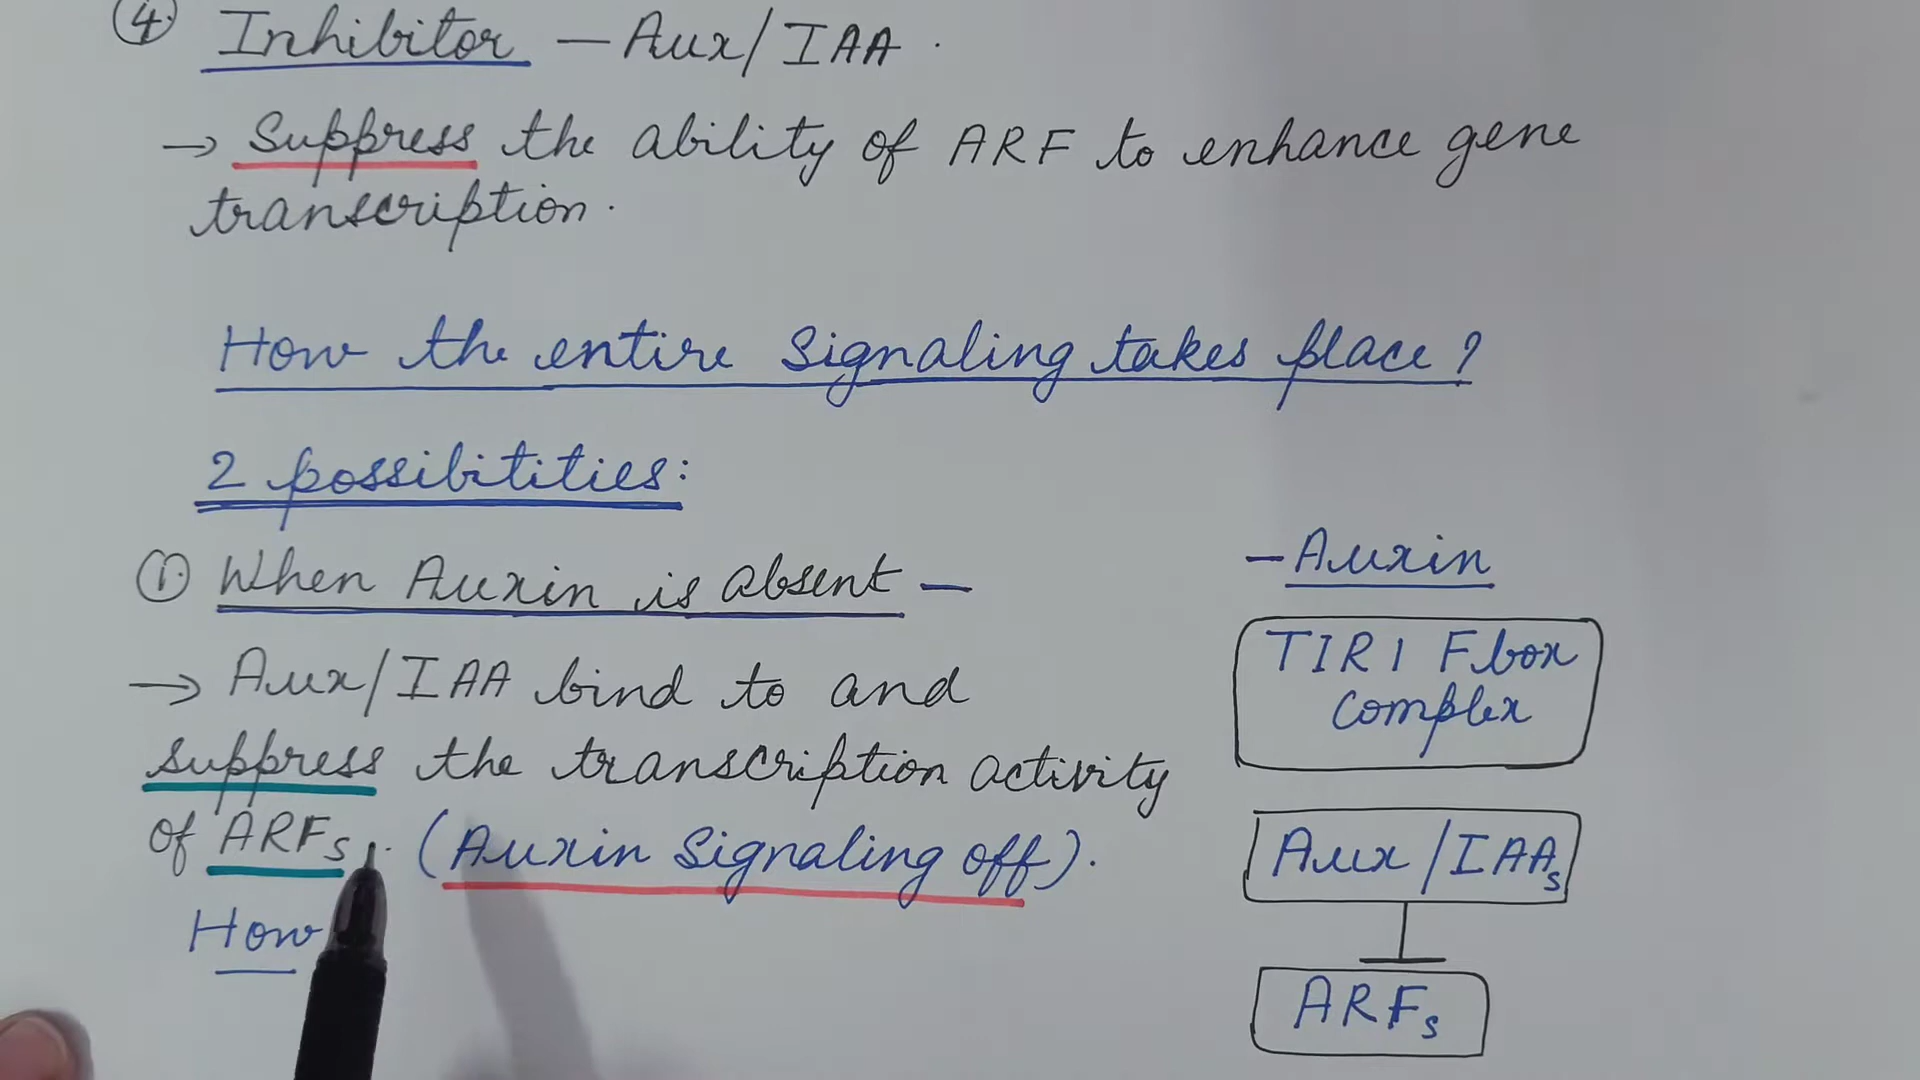 ④ Inhibitor — Aux/IAA.
→ Suppress the ability of ARF to enhance gene
transcription.
How the entire Signaling takes place?
2 possibitities:
① When Auxin is absent —
→ Aux/IAA bind to and
suppress the transcription activity
of ARFs. (Auxin Signaling off).
How
— Auxin
TIR1 F box
complex
Aux/IAAs
ARFs